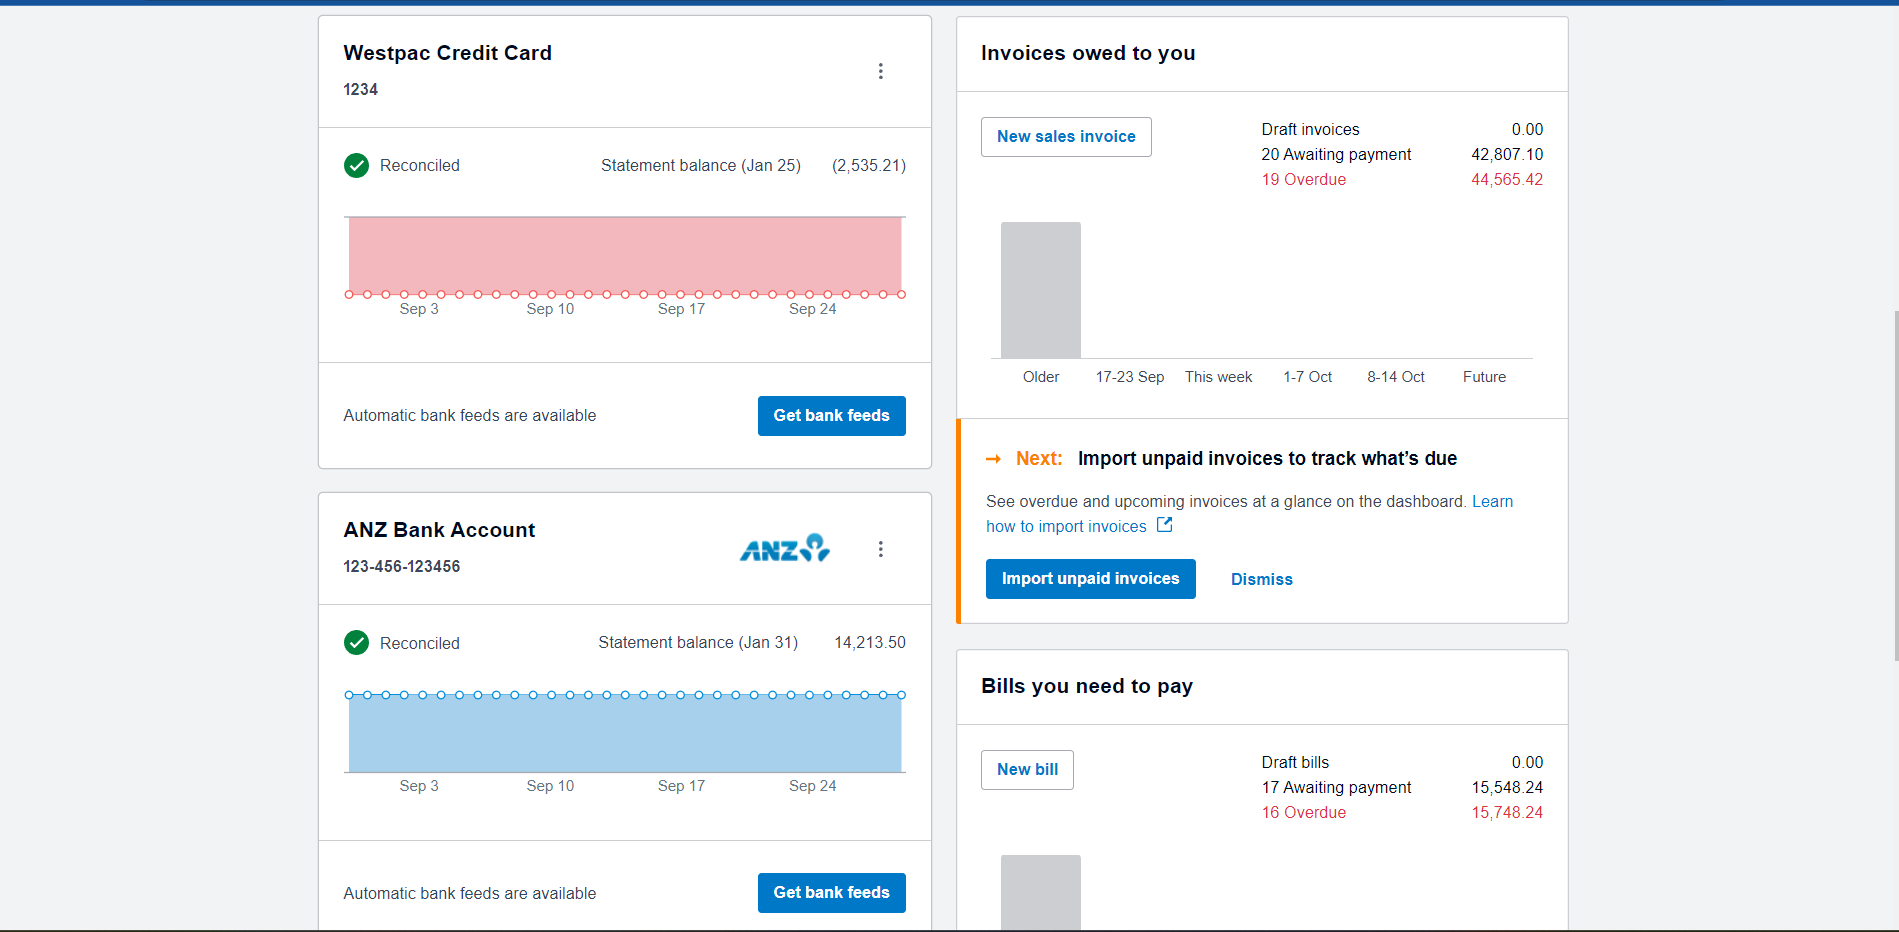 Westpac Credit Card
1234
Reconciled Statement balance (Jan 25) (2,535.21)
Sep 3 Sep 10 Sep 17 Sep 24
Automatic bank feeds are available Get bank feeds
ANZ Bank Account
123-456-123456
ANZ
Reconciled Statement balance (Jan 31) 14,213.50
Sep 3 Sep 10 Sep 17 Sep 24
Automatic bank feeds are available Get bank feeds
Invoices owed to you
New sales invoice
Draft invoices 0.00
20 Awaiting payment 42,807.10
19 Overdue 44,565.42
Older 17-23 Sep This week 1-7 Oct 8-14 Oct Future
→ Next: Import unpaid invoices to track what’s due
See overdue and upcoming invoices at a glance on the dashboard. Learn
how to import invoices
Import unpaid invoices Dismiss
Bills you need to pay
New bill
Draft bills 0.00
17 Awaiting payment 15,548.24
16 Overdue 15,748.24